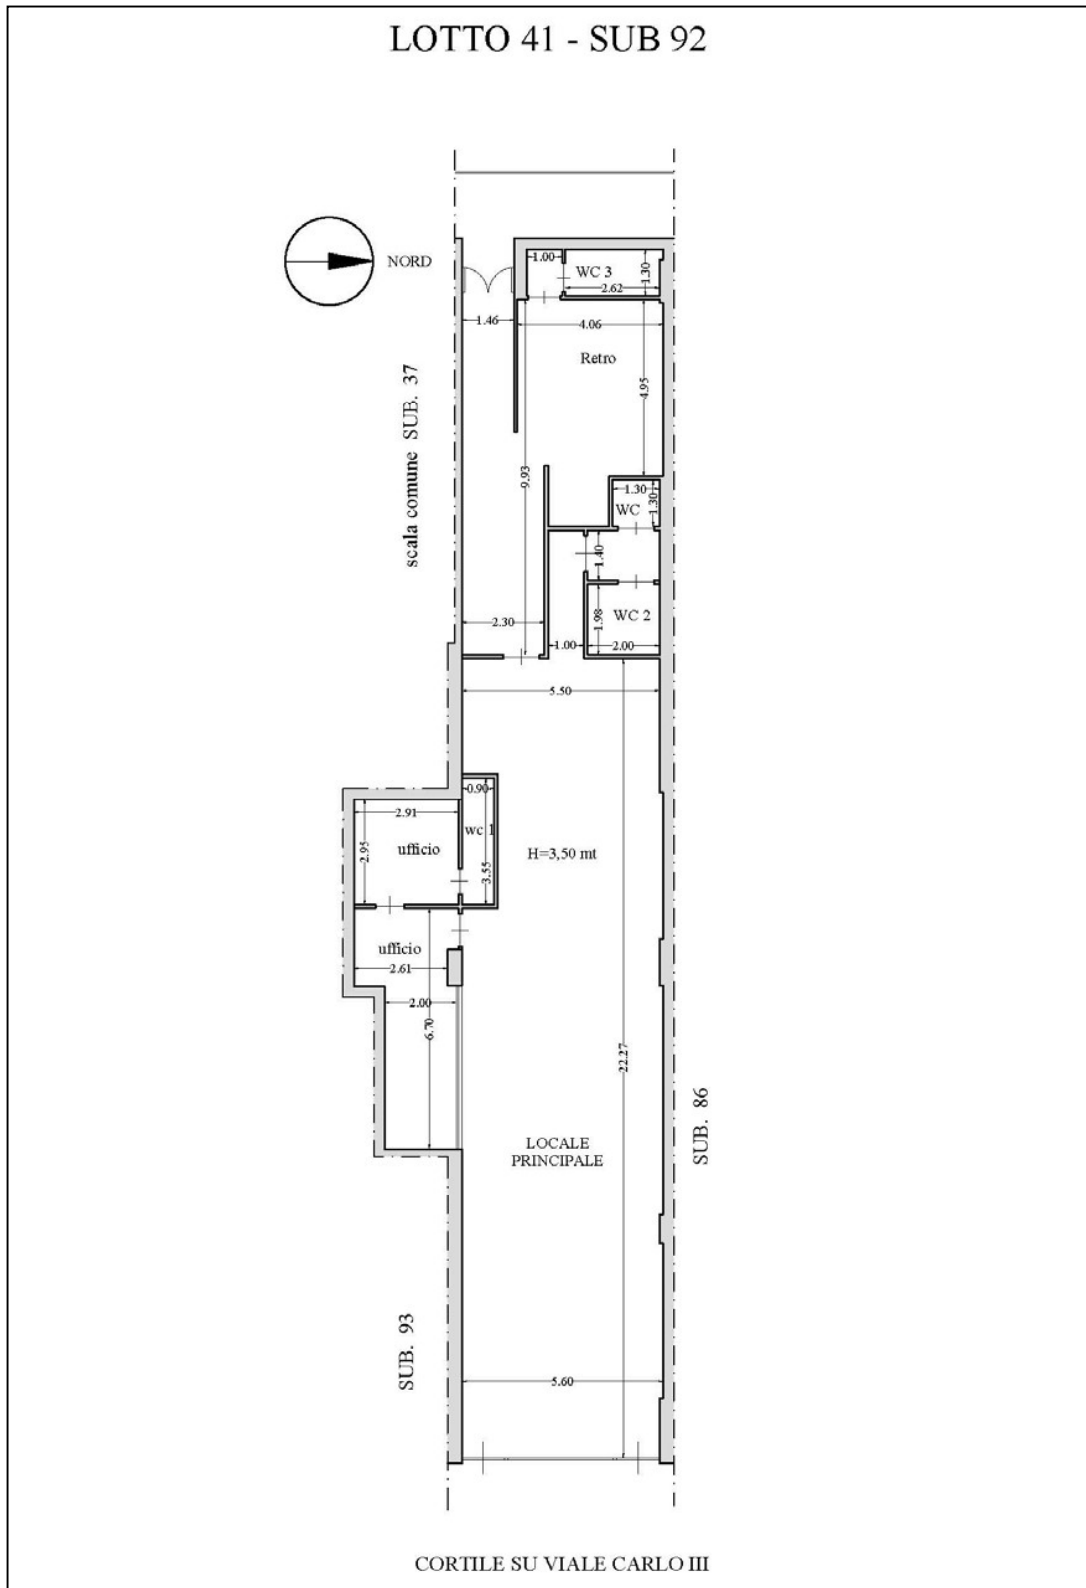 LOTTO 41 - SUB 92
NORD
1.00
WC 3
1.30
2.62
1.46
4.06
Retro
4.95
scala comune SUB. 37
9.93
1.30
1.30
WC
1.40
WC 2
1.98
2.30
1.00
2.00
5.50
0.90
2.91
wc 1
2.95
ufficio
H=3,50 mt
3.55
ufficio
2.61
2.00
6.70
22.27
SUB. 86
LOCALE
PRINCIPALE
SUB. 93
5.60
CORTILE SU VIALE CARLO III